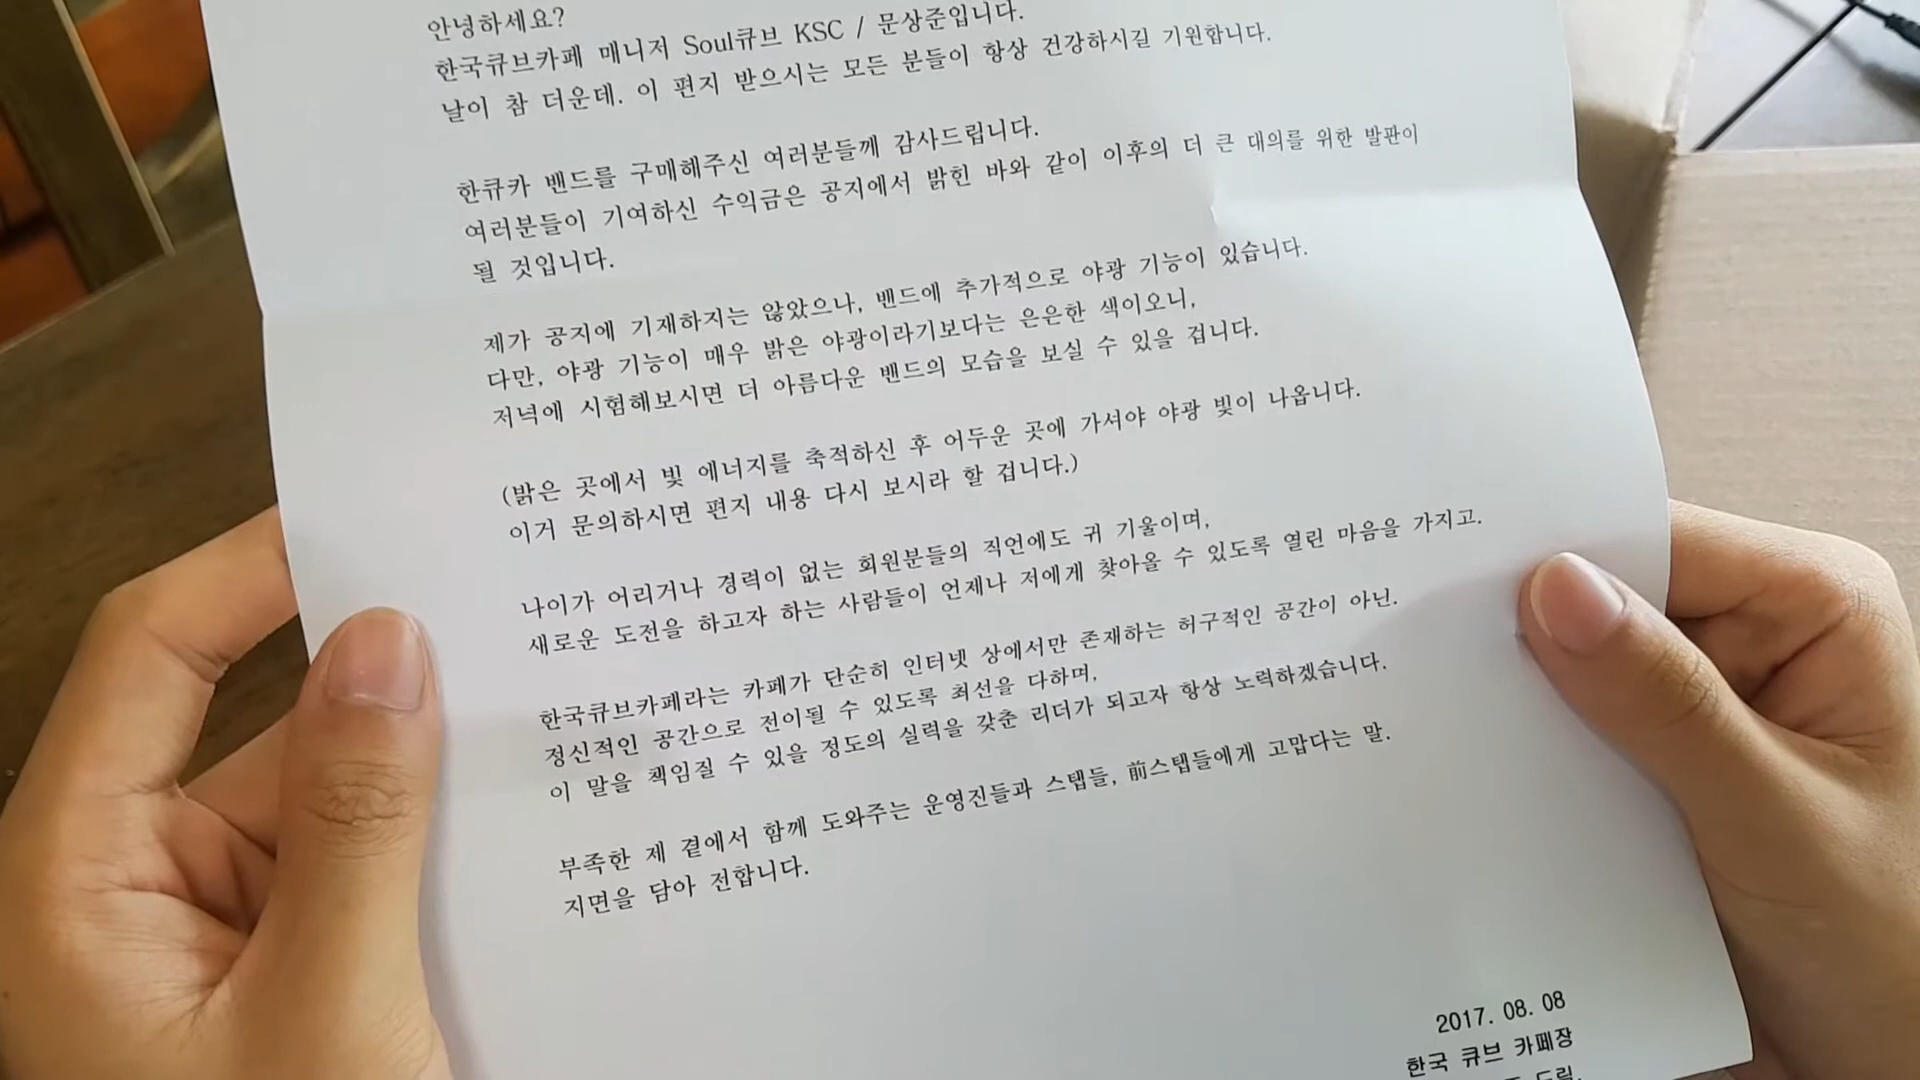 안녕하세요?
한국큐브카페 매니저 Soul큐브 KSC / 문상준입니다.
날이 참 더운데. 이 편지 받으시는 모든 분들이 항상 건강하시길 기원합니다.
한큐카 밴드를 구매해주신 여러분들께 감사드립니다.
여러분들이 기여하신 수익금은 공지에서 밝힌 바와 같이 이후의 더 큰 대의를 위한 발판이
될 것입니다.
제가 공지에 기재하지는 않았으나, 밴드에 추가적으로 야광 기능이 있습니다.
다만, 야광 기능이 매우 밝은 야광이라기보다는 은은한 색이오니,
저녁에 시험해보시면 더 아름다운 밴드의 모습을 보실 수 있을 겁니다.
(밝은 곳에서 빛 에너지를 축적하신 후 어두운 곳에 가셔야 야광 빛이 나옵니다.
이거 문의하시면 편지 내용 다시 보시라 할 겁니다.)
나이가 어리거나 경력이 없는 회원분들의 직언에도 귀 기울이며,
새로운 도전을 하고자 하는 사람들이 언제나 저에게 찾아올 수 있도록 열린 마음을 가지고.
한국큐브카페라는 카페가 단순히 인터넷 상에서만 존재하는 허구적인 공간이 아닌.
정신적인 공간으로 전이될 수 있도록 최선을 다하며,
이 말을 책임질 수 있을 정도의 실력을 갖춘 리더가 되고자 항상 노력하겠습니다.
부족한 제 곁에서 함께 도와주는 운영진들과 스탭들, 前스탭들에게 고맙다는 말.
지면을 담아 전합니다.
2017. 08. 08
한국 큐브 카페장
드림.